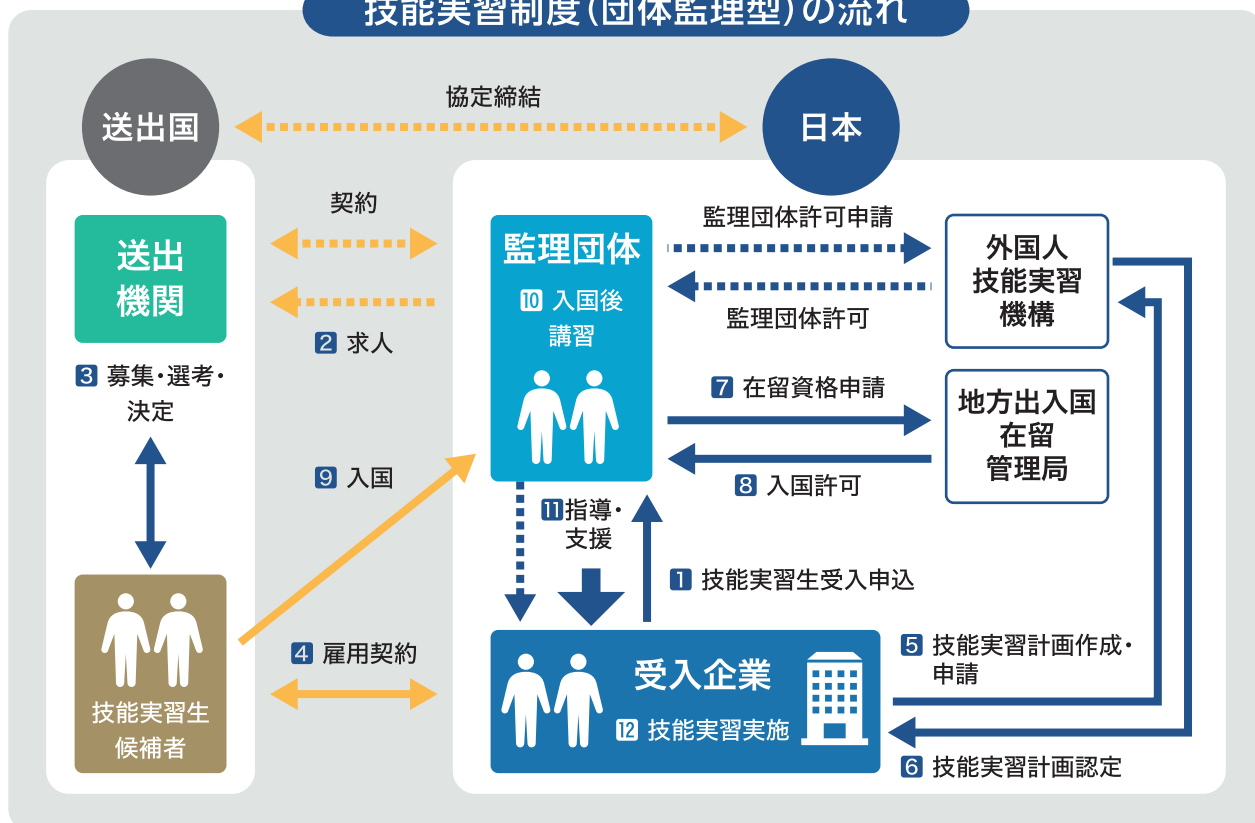 技能実習制度(団体監理型)の流れ
送出国
協定締結
日本
契約
送出
機関
2 求人
3 募集・選考・
決定
9 入国
4 雇用契約
技能実習生
候補者
監理団体
10 入国後
講習
監理団体許可申請
監理団体許可
外国人
技能実習
機構
7 在留資格申請
8 入国許可
地方出入国
在留
管理局
11指導・
支援
1 技能実習生受入申込
受入企業
12 技能実習実施
5 技能実習計画作成・
申請
6 技能実習計画認定